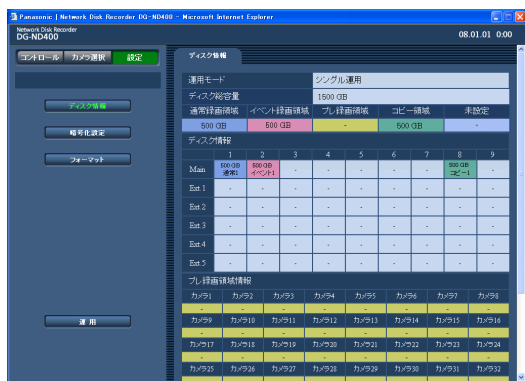 Panasonic | Network Disk Recorder DG-ND400 - Microsoft Internet Explorer
Network Disk Recorder
DG-ND400
08.01.01 0:00
コントロール カメラ選択 設定
ディスク情報
ディスク情報
暗号化設定
フォーマット
運用
運用モード シングル運用
ディスク総容量 1500 GB
通常録画領域 イベント録画領域 プレ録画領域 コピー領域 未設定
500 GB 500 GB - 500 GB -
ディスク情報
1 2 3 4 5 6 7 8 9
Main 500 GB 通常1 500 GB イベント1 - - - - - 500 GB コピー1 -
Ext.1 - - - - - - - - -
Ext.2 - - - - - - - - -
Ext.3 - - - - - - - - -
Ext.4 - - - - - - - - -
Ext.5 - - - - - - - - -
プレ録画領域情報
カメラ1 カメラ2 カメラ3 カメラ4 カメラ5 カメラ6 カメラ7 カメラ8
- - - - - - - -
カメラ9 カメラ10 カメラ11 カメラ12 カメラ13 カメラ14 カメラ15 カメラ16
- - - - - - - -
カメラ17 カメラ18 カメラ19 カメラ20 カメラ21 カメラ22 カメラ23 カメラ24
- - - - - - - -
カメラ25 カメラ26 カメラ27 カメラ28 カメラ29 カメラ30 カメラ31 カメラ32